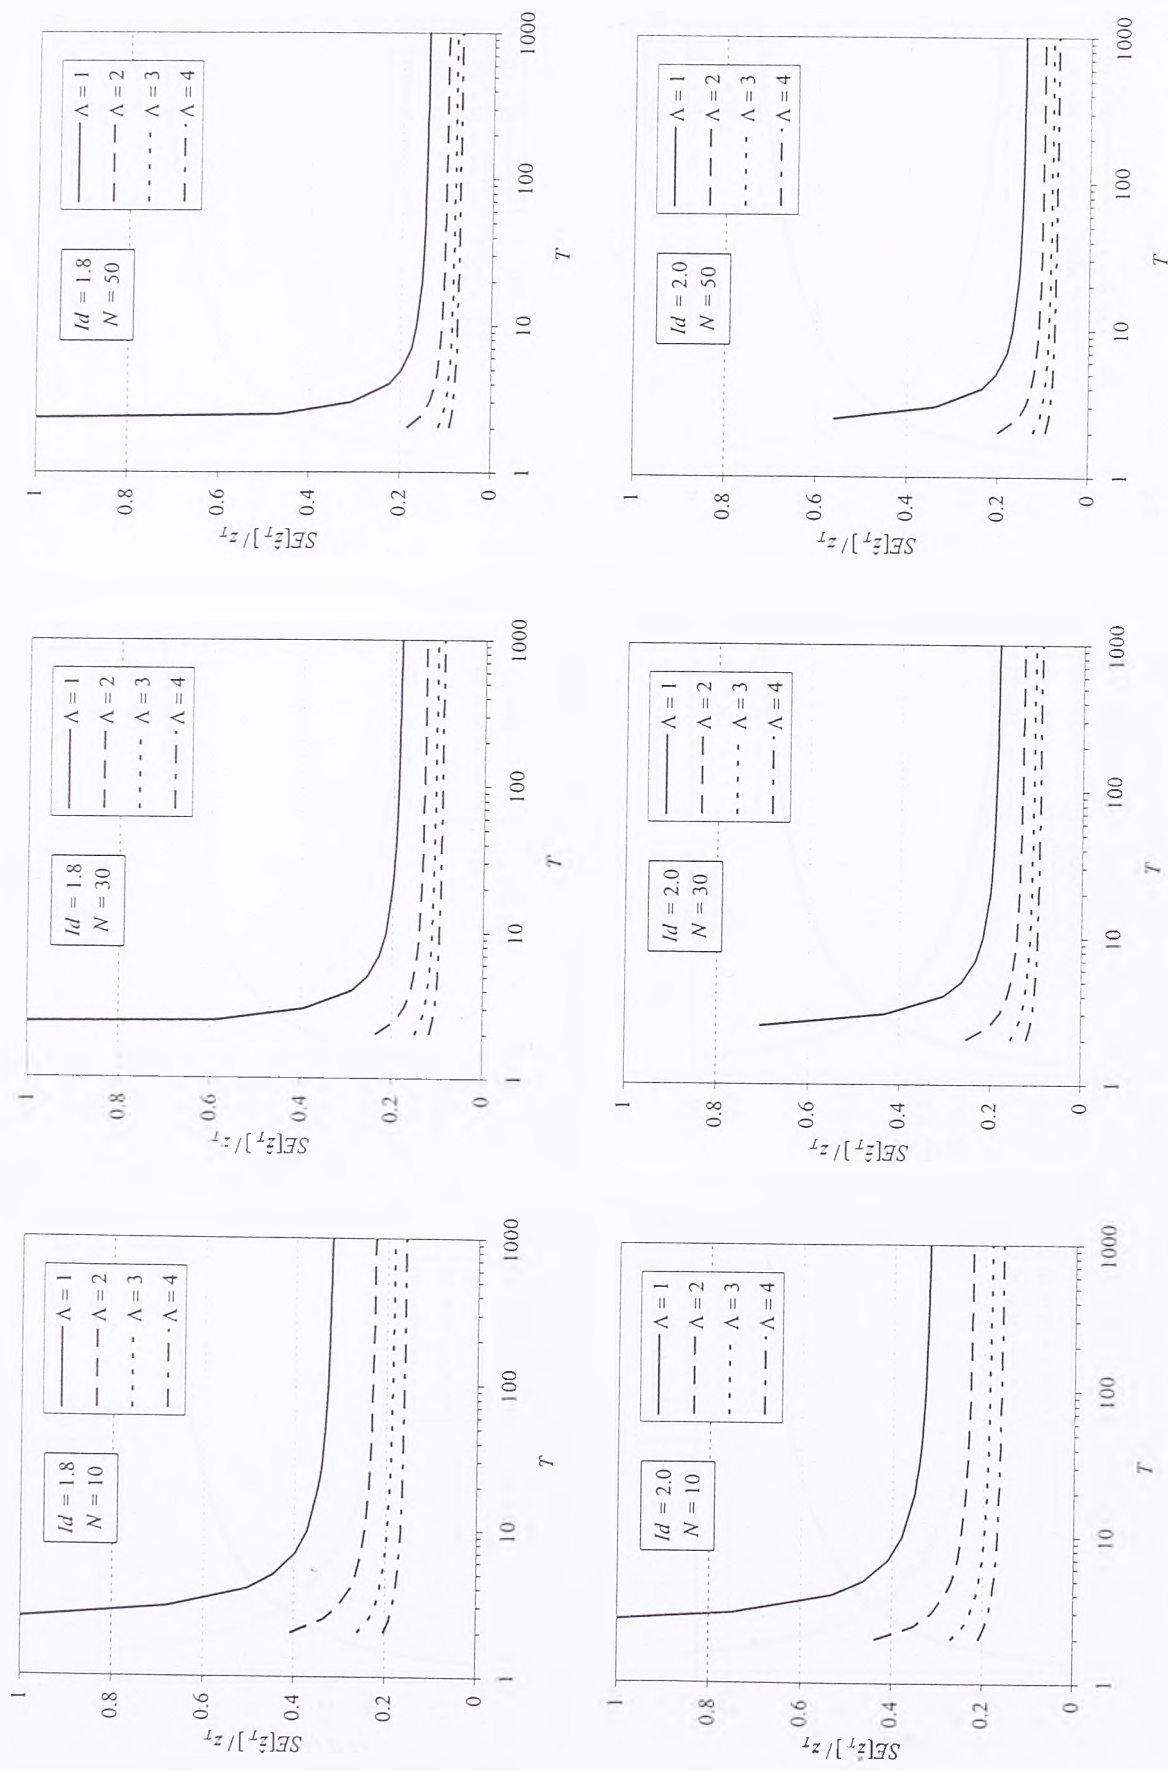 SE[ẑ_T]/z_T
1
0.8
0.6
0.4
0.2
0
Id = 1.8
N = 10
Λ = 1
Λ = 2
Λ = 3
Λ = 4
1 10 100 1000
T
SE[ẑ_T]/z_T
1
0.8
0.6
0.4
0.2
0
Id = 1.8
N = 30
Λ = 1
Λ = 2
Λ = 3
Λ = 4
1 10 100 1000
T
SE[ẑ_T]/z_T
1
0.8
0.6
0.4
0.2
0
Id = 1.8
N = 50
Λ = 1
Λ = 2
Λ = 3
Λ = 4
1 10 100 1000
T
SE[ẑ_T]/z_T
1
0.8
0.6
0.4
0.2
0
Id = 2.0
N = 10
Λ = 1
Λ = 2
Λ = 3
Λ = 4
1 10 100 1000
T
SE[ẑ_T]/z_T
1
0.8
0.6
0.4
0.2
0
Id = 2.0
N = 30
Λ = 1
Λ = 2
Λ = 3
Λ = 4
1 10 100 1000
T
SE[ẑ_T]/z_T
1
0.8
0.6
0.4
0.2
0
Id = 2.0
N = 50
Λ = 1
Λ = 2
Λ = 3
Λ = 4
1 10 100 1000
T